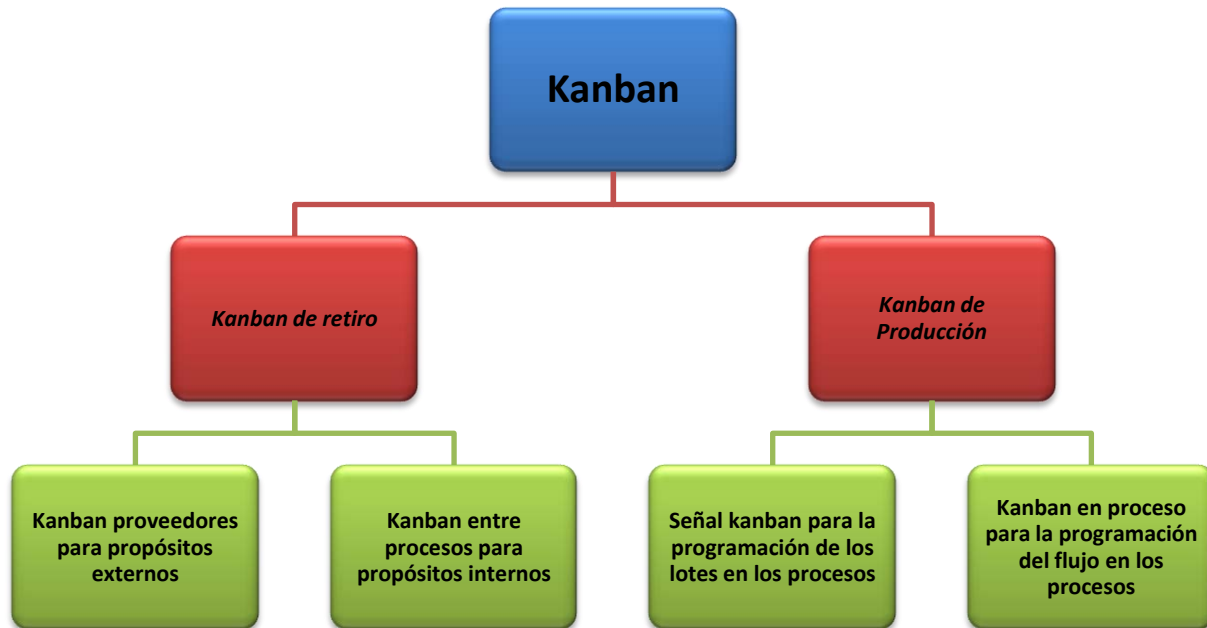 Kanban
Kanban de retiro
Kanban de
Producción
Kanban proveedores
para propósitos
externos
Kanban entre
procesos para
propósitos internos
Señal kanban para la
programación de los
lotes en los procesos
Kanban en proceso
para la programación
del flujo en los
procesos